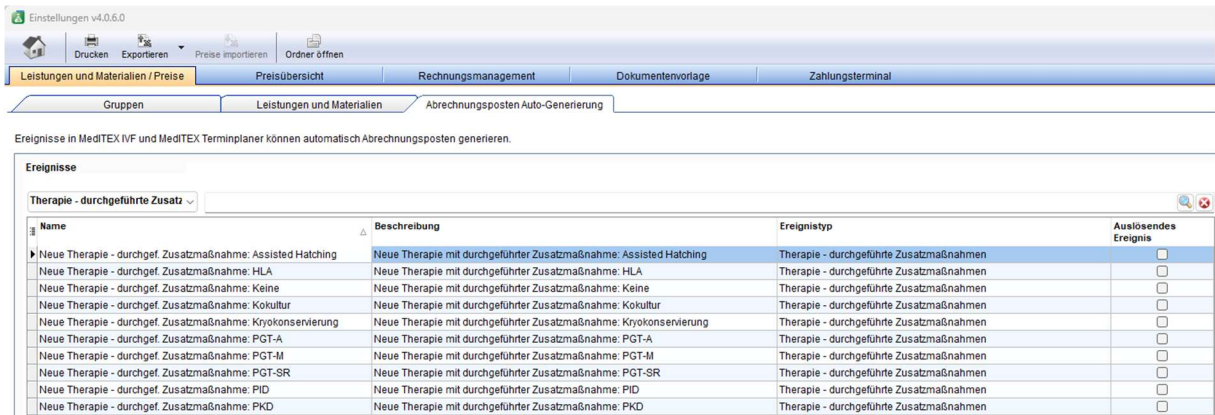 Einstellungen v4.0.6.0
Drucken Exportieren Preise importieren Ordner öffnen
Leistungen und Materialien / Preise Preisübersicht Rechnungsmanagement Dokumentenvorlage Zahlungsterminal
Gruppen Leistungen und Materialien Abrechnungsposten Auto-Generierung
Ereignisse in MedITEX IVF und MedITEX Terminplaner können automatisch Abrechnungsposten generieren.
Ereignisse
Therapie - durchgeführte Zusatz
Name Beschreibung Ereignistyp Auslösendes Ereignis
Neue Therapie - durchgef. Zusatzmaßnahme: Assisted Hatching Neue Therapie mit durchgeführter Zusatzmaßnahme: Assisted Hatching Therapie - durchgeführte Zusatzmaßnahmen
Neue Therapie - durchgef. Zusatzmaßnahme: HLA Neue Therapie mit durchgeführter Zusatzmaßnahme: HLA Therapie - durchgeführte Zusatzmaßnahmen
Neue Therapie - durchgef. Zusatzmaßnahme: Keine Neue Therapie mit durchgeführter Zusatzmaßnahme: Keine Therapie - durchgeführte Zusatzmaßnahmen
Neue Therapie - durchgef. Zusatzmaßnahme: Kokultur Neue Therapie mit durchgeführter Zusatzmaßnahme: Kokultur Therapie - durchgeführte Zusatzmaßnahmen
Neue Therapie - durchgef. Zusatzmaßnahme: Kryokonservierung Neue Therapie mit durchgeführter Zusatzmaßnahme: Kryokonservierung Therapie - durchgeführte Zusatzmaßnahmen
Neue Therapie - durchgef. Zusatzmaßnahme: PGT-A Neue Therapie mit durchgeführter Zusatzmaßnahme: PGT-A Therapie - durchgeführte Zusatzmaßnahmen
Neue Therapie - durchgef. Zusatzmaßnahme: PGT-M Neue Therapie mit durchgeführter Zusatzmaßnahme: PGT-M Therapie - durchgeführte Zusatzmaßnahmen
Neue Therapie - durchgef. Zusatzmaßnahme: PGT-SR Neue Therapie mit durchgeführter Zusatzmaßnahme: PGT-SR Therapie - durchgeführte Zusatzmaßnahmen
Neue Therapie - durchgef. Zusatzmaßnahme: PID Neue Therapie mit durchgeführter Zusatzmaßnahme: PID Therapie - durchgeführte Zusatzmaßnahmen
Neue Therapie - durchgef. Zusatzmaßnahme: PKD Neue Therapie mit durchgeführter Zusatzmaßnahme: PKD Therapie - durchgeführte Zusatzmaßnahmen